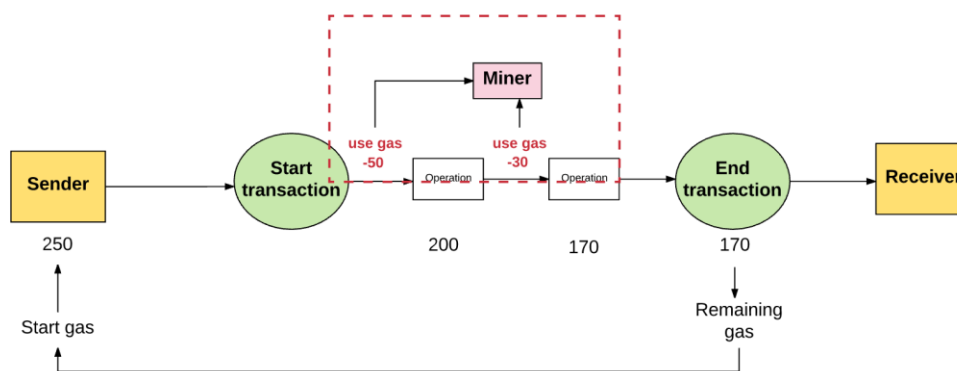 Miner
use gas
-50
use gas
-30
Sender
Start
transaction
Operation
Operation
End
transaction
Receiver
250
200
170
170
Start gas
Remaining
gas